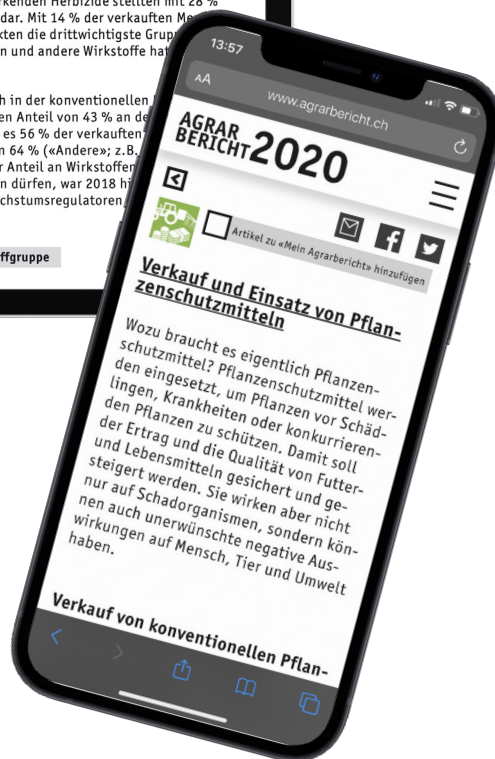 rkenden Herbizide stellten mit 28 %
dar. Mit 14 % der verkauften Me
kten die drittwichtigste Grup
n und andere Wirkstoffe hat
h in der konventionellen
en Anteil von 43 % an de
es 56 % der verkauften
n 64 % («Andere»; z.B.
r Anteil an Wirkstoffen
n dürfen, war 2018 hi
chstumsregulatoren,
ffgruppe
13:57
AA
www.agrarbericht.ch
AGRAR
BERICHT 2020
Artikel zu «Mein Agrarbericht» hinzufügen
Verkauf und Einsatz von Pflan-
zenschutzmitteln
Wozu braucht es eigentlich Pflanzen-
schutzmittel? Pflanzenschutzmittel wer-
den eingesetzt, um Pflanzen vor Schäd-
lingen, Krankheiten oder konkurrieren-
den Pflanzen zu schützen. Damit soll
der Ertrag und die Qualität von Futter-
und Lebensmitteln gesichert und ge-
steigert werden. Sie wirken aber nicht
nur auf Schadorganismen, sondern kön-
nen auch unerwünschte negative Aus-
wirkungen auf Mensch, Tier und Umwelt
haben.
Verkauf von konventionellen Pflan-